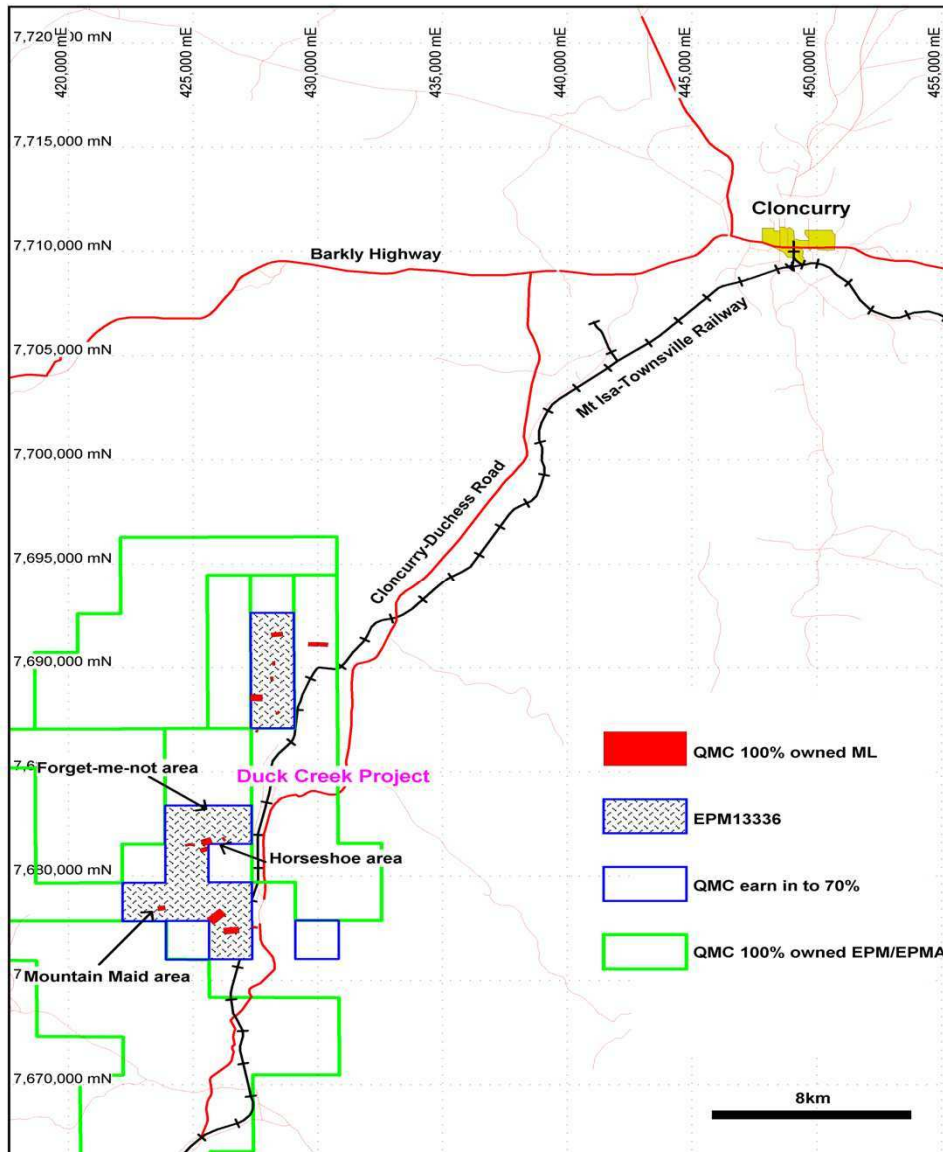 7,720,000 mN
420,000 mE
425,000 mE
430,000 mE
440,000 mE
445,000 mE
450,000 mE
455,000
7,715,000 mN
Cloncurry
7,710,000 mN
Barkly Highway
7,705,000 mN
Mt Isa-Townsville Railway
7,700,000 mN
Cloncurry-Duchess Road
7,695,000 mN
7,690,000 mN
QMC 100% owned ML
7,6
Forget-me-not area
Duck Creek Project
EPM13336
Horseshoe area
7,680,000 mN
QMC earn in to 70%
Mountain Maid area
7,
QMC 100% owned EPM/EPMA
7,670,000 mN
8km